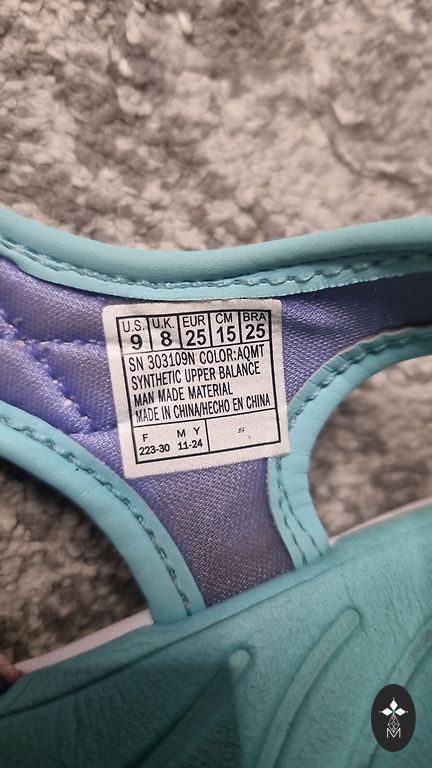 U.S. U.K. EUR CM BRA
9 8 25 15 25
SN 303109N COLOR:AQMT
SYNTHETIC UPPER BALANCE
MAN MADE MATERIAL
MADE IN CHINA/HECHO EN CHINA
F M Y S
223-30 11-24
M